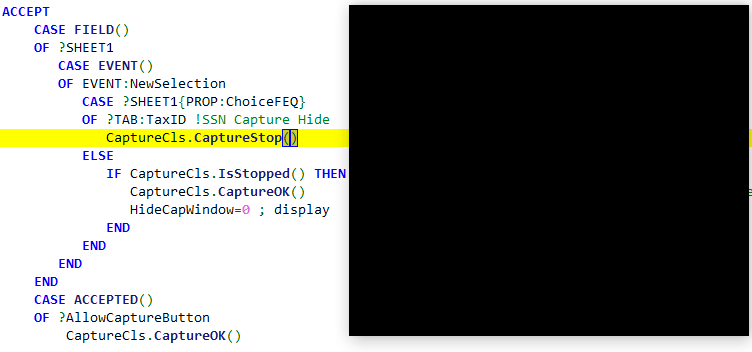 ACCEPT
    CASE FIELD()
    OF ?SHEET1
       CASE EVENT()
       OF EVENT:NewSelection
          CASE ?SHEET1{PROP:ChoiceFEQ}
          OF ?TAB:TaxID !SSN Capture Hide
             CaptureCls.CaptureStop()
          ELSE
             IF CaptureCls.IsStopped() THEN
                CaptureCls.CaptureOK()
                HideCapWindow=0 ; display
             END
          END
       END
    END
    CASE ACCEPTED()
    OF ?AllowCaptureButton
        CaptureCls.CaptureOK()